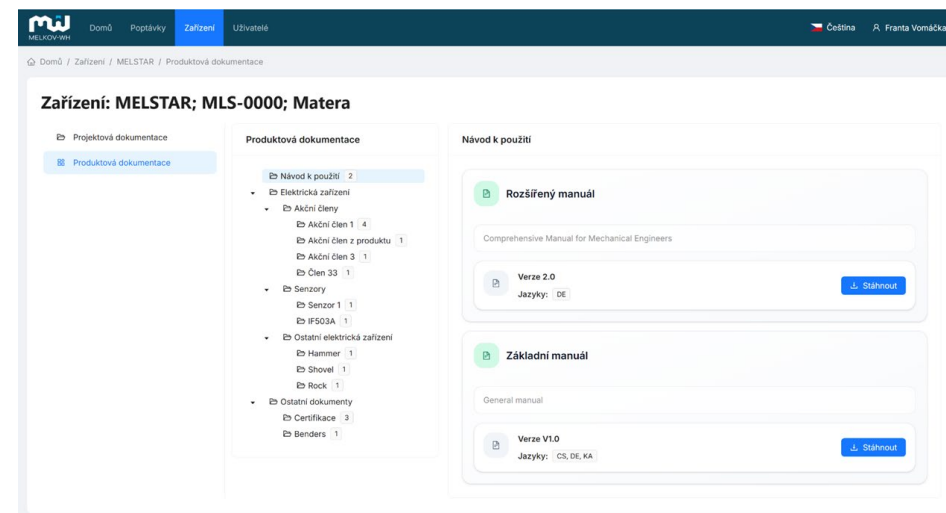 MELKOV-WH
Domů Poptávky Zařízení Uživatelé
Čeština Franta Vomáčka
Domů / Zařízení / MELSTAR / Produktová dokumentace
Zařízení: MELSTAR; MLS-0000; Matera
Projektová dokumentace
Produktová dokumentace
Produktová dokumentace
Návod k použití 2
Elektrická zařízení
Akční členy
Akční člen 1 4
Akční člen z produktu 1
Akční člen 3 1
Člen 33 1
Senzory
Senzor 1 1
IF503A 1
Ostatní elektrická zařízení
Hammer 1
Shovel 1
Rock 1
Ostatní dokumenty
Certifikace 3
Benders 1
Návod k použití
Rozšířený manuál
Comprehensive Manual for Mechanical Engineers
Verze 2.0
Jazyky: DE
Stáhnout
Základní manuál
General manual
Verze V1.0
Jazyky: CS, DE, KA
Stáhnout